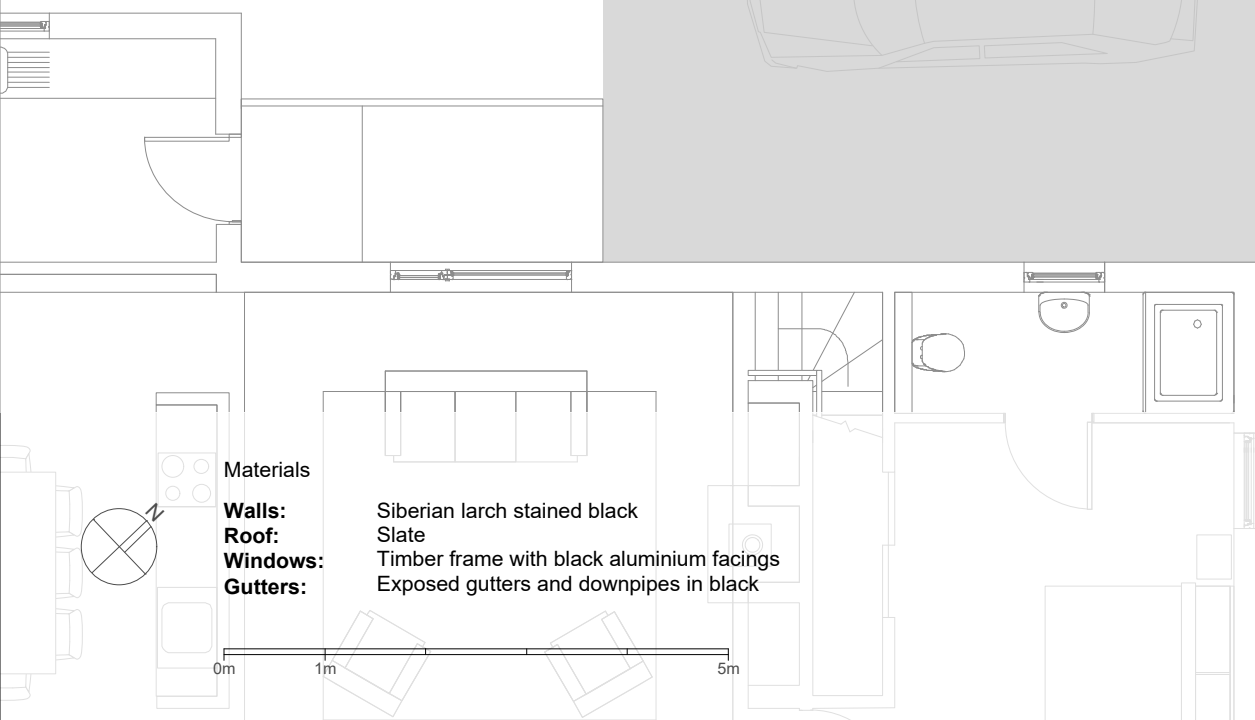 Materials
Walls: Siberian larch stained black
Roof: Slate
Windows: Timber frame with black aluminium facings
Gutters: Exposed gutters and downpipes in black
N
0m 1m 5m